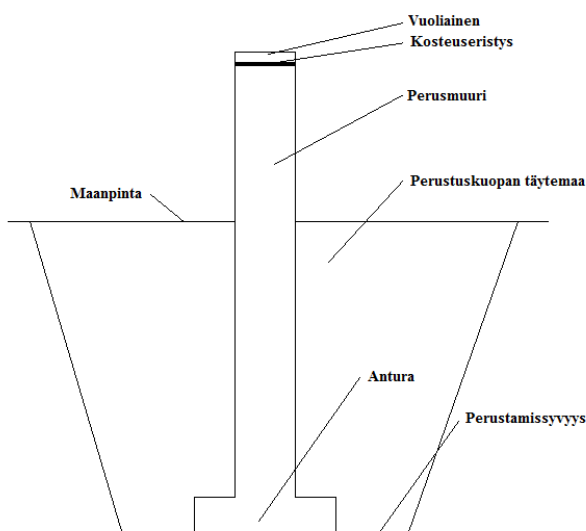 Vuoliainen
Kosteuseristys
Perusmuuri
Perustuskuopan täytemaa
Maanpinta
Antura
Perustamissyvyys